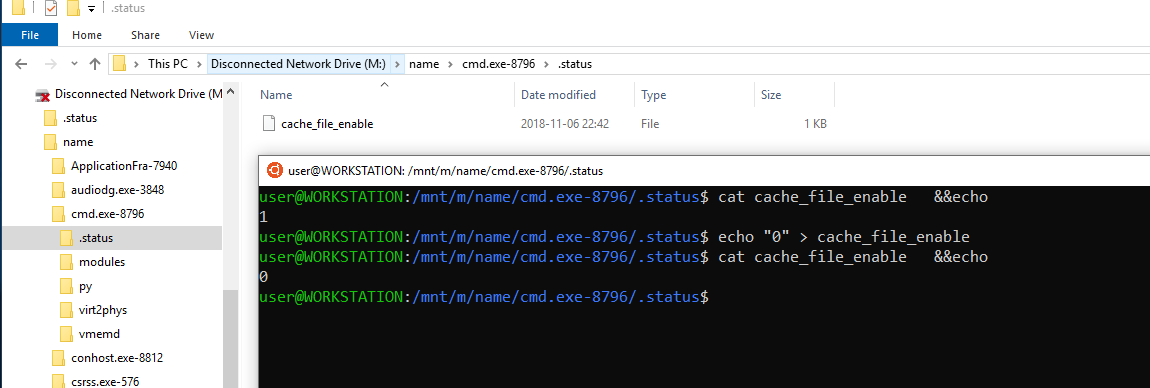 .status
File Home Share View
This PC Disconnected Network Drive (M:) name cmd.exe-8796 .status
Disconnected Network Drive (M
.status
name
ApplicationFra-7940
audiodg.exe-3848
cmd.exe-8796
.status
modules
py
virt2phys
vmemd
conhost.exe-8812
csrss.exe-576
Name Date modified Type Size
cache_file_enable 2018-11-06 22:42 File 1 KB
user@WORKSTATION: /mnt/m/name/cmd.exe-8796/.status
user@WORKSTATION:/mnt/m/name/cmd.exe-8796/.status$ cat cache_file_enable   &&echo
1
user@WORKSTATION:/mnt/m/name/cmd.exe-8796/.status$ echo "0" > cache_file_enable
user@WORKSTATION:/mnt/m/name/cmd.exe-8796/.status$ cat cache_file_enable   &&echo
0
user@WORKSTATION:/mnt/m/name/cmd.exe-8796/.status$